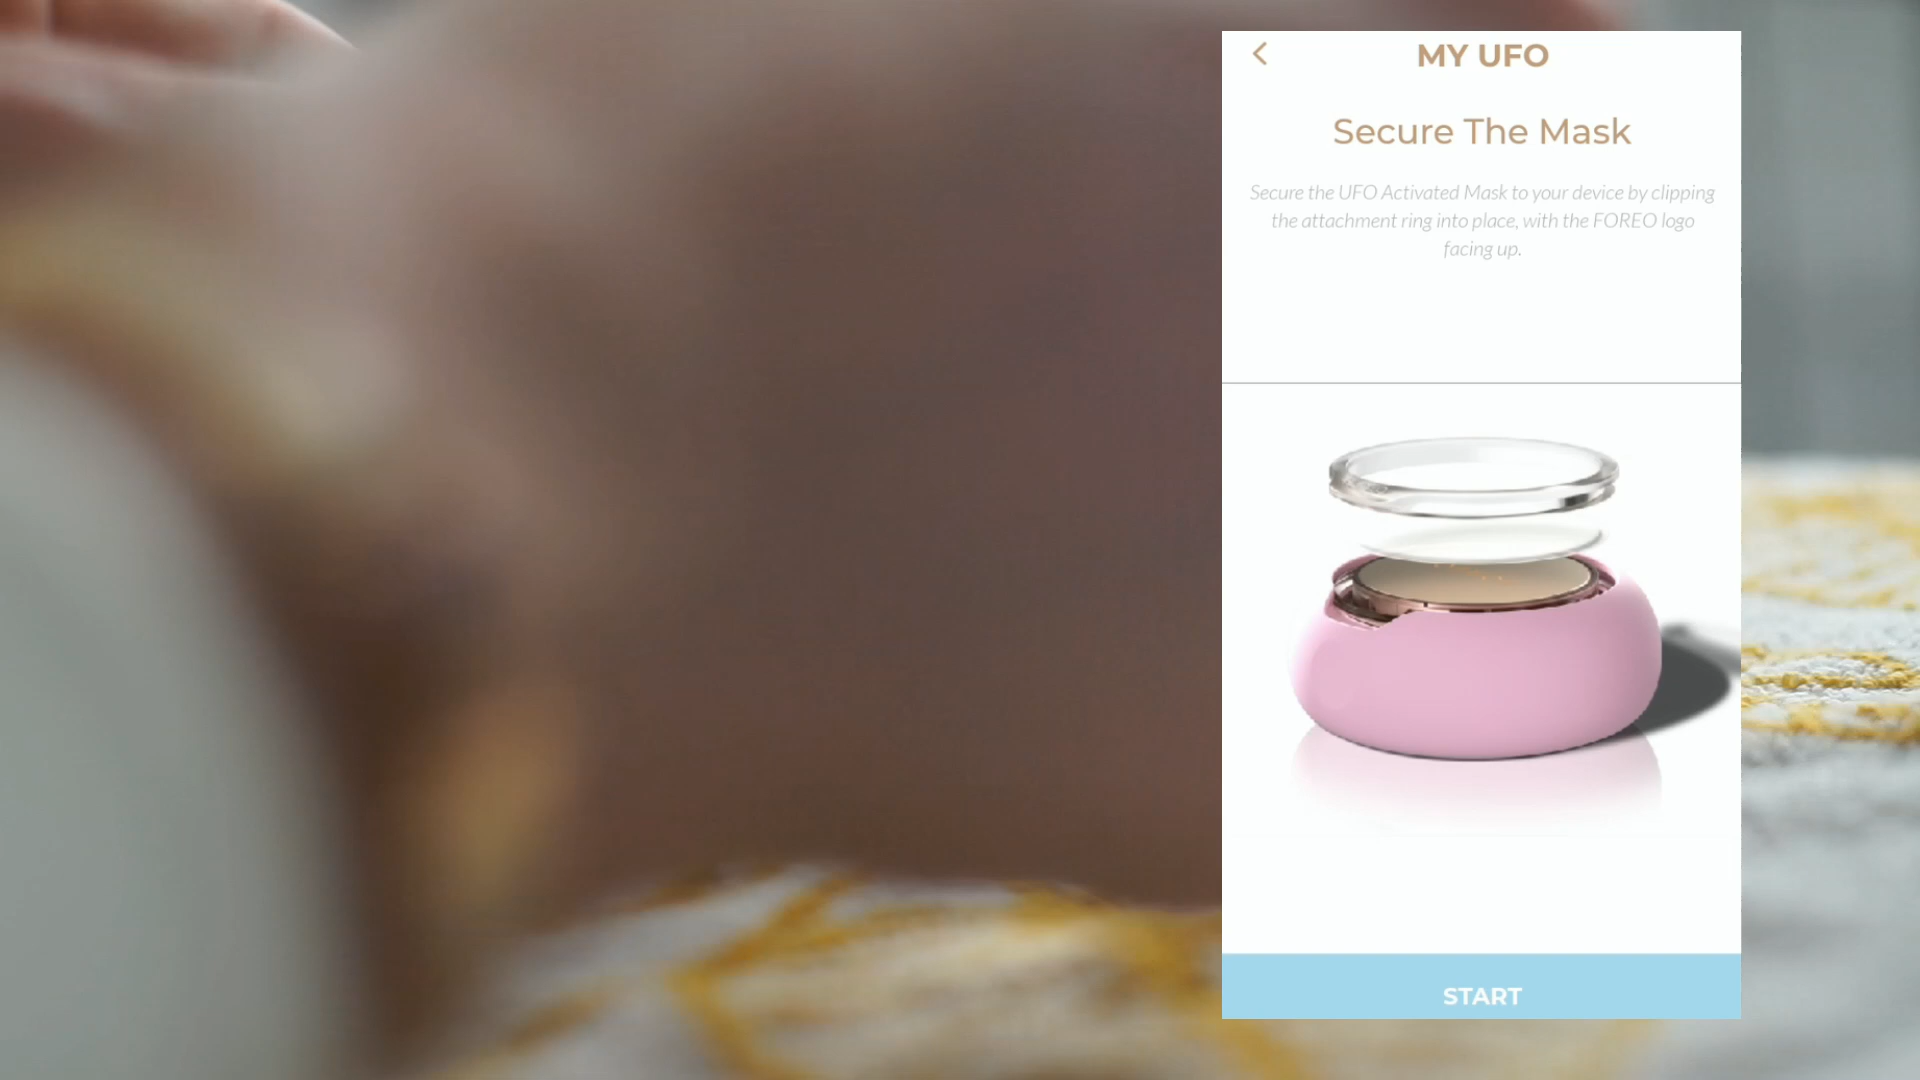 MY UFO
Secure The Mask
Secure the UFO Activated Mask to your device by clipping
the attachment ring into place, with the FOREO logo
facing up.
START